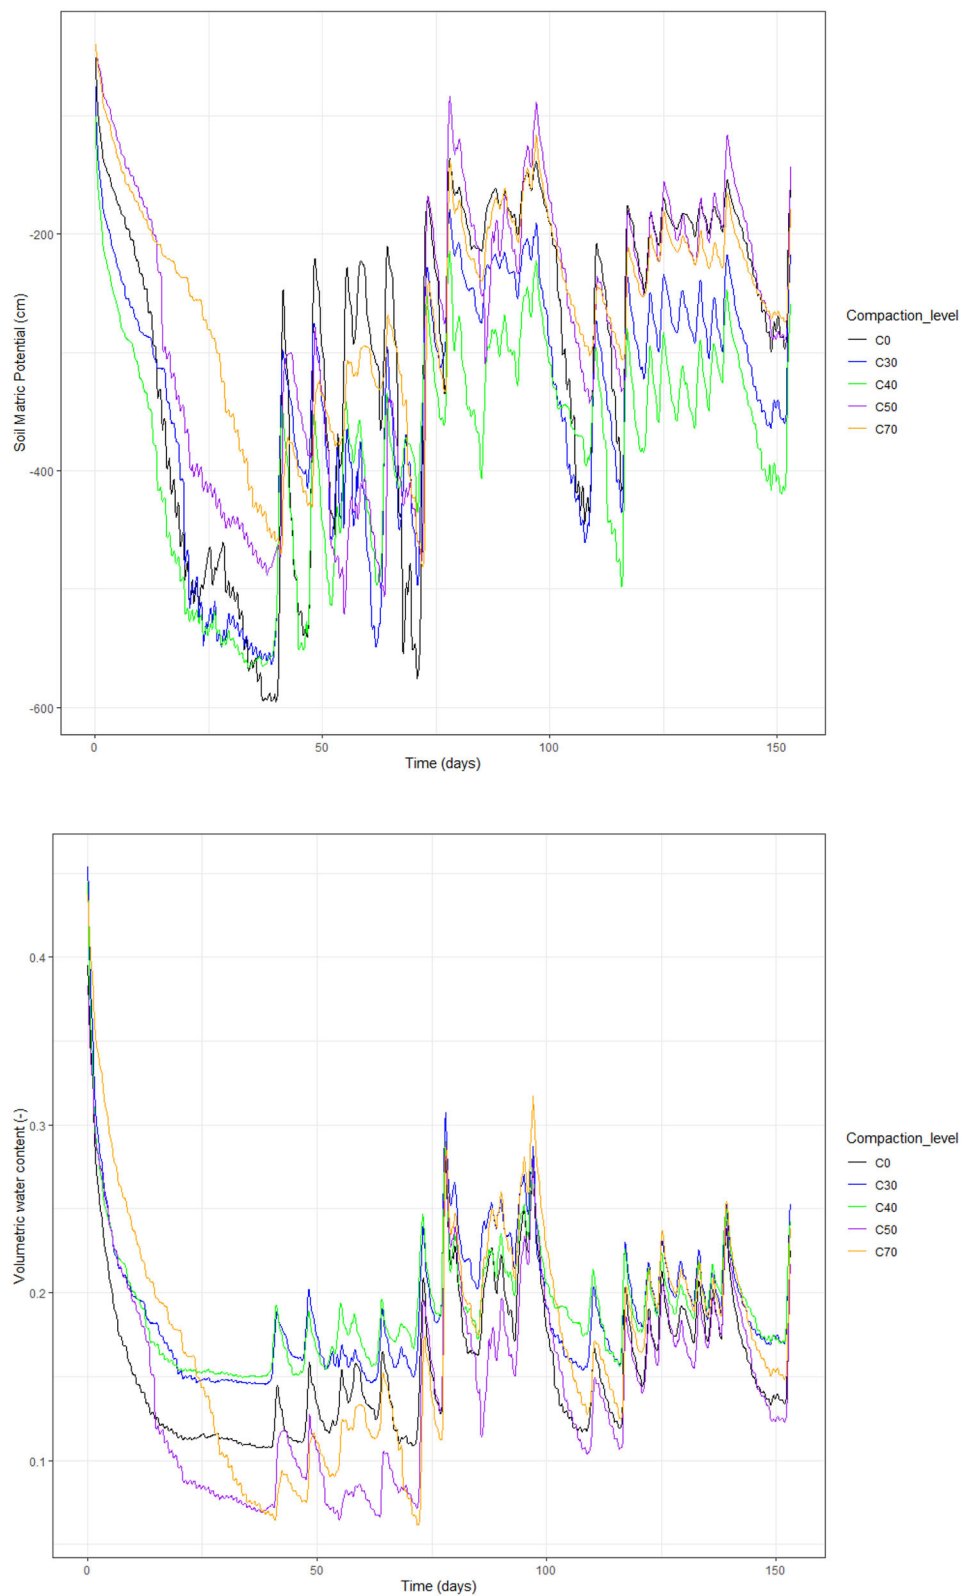 -200
-400
-600
Soil Matric Potential (cm)
0 50 100 150
Time (days)
Compaction_level
C0
C30
C40
C50
C70
0.4
0.3
0.2
0.1
Volumetric water content (-)
0 50 100 150
Time (days)
Compaction_level
C0
C30
C40
C50
C70